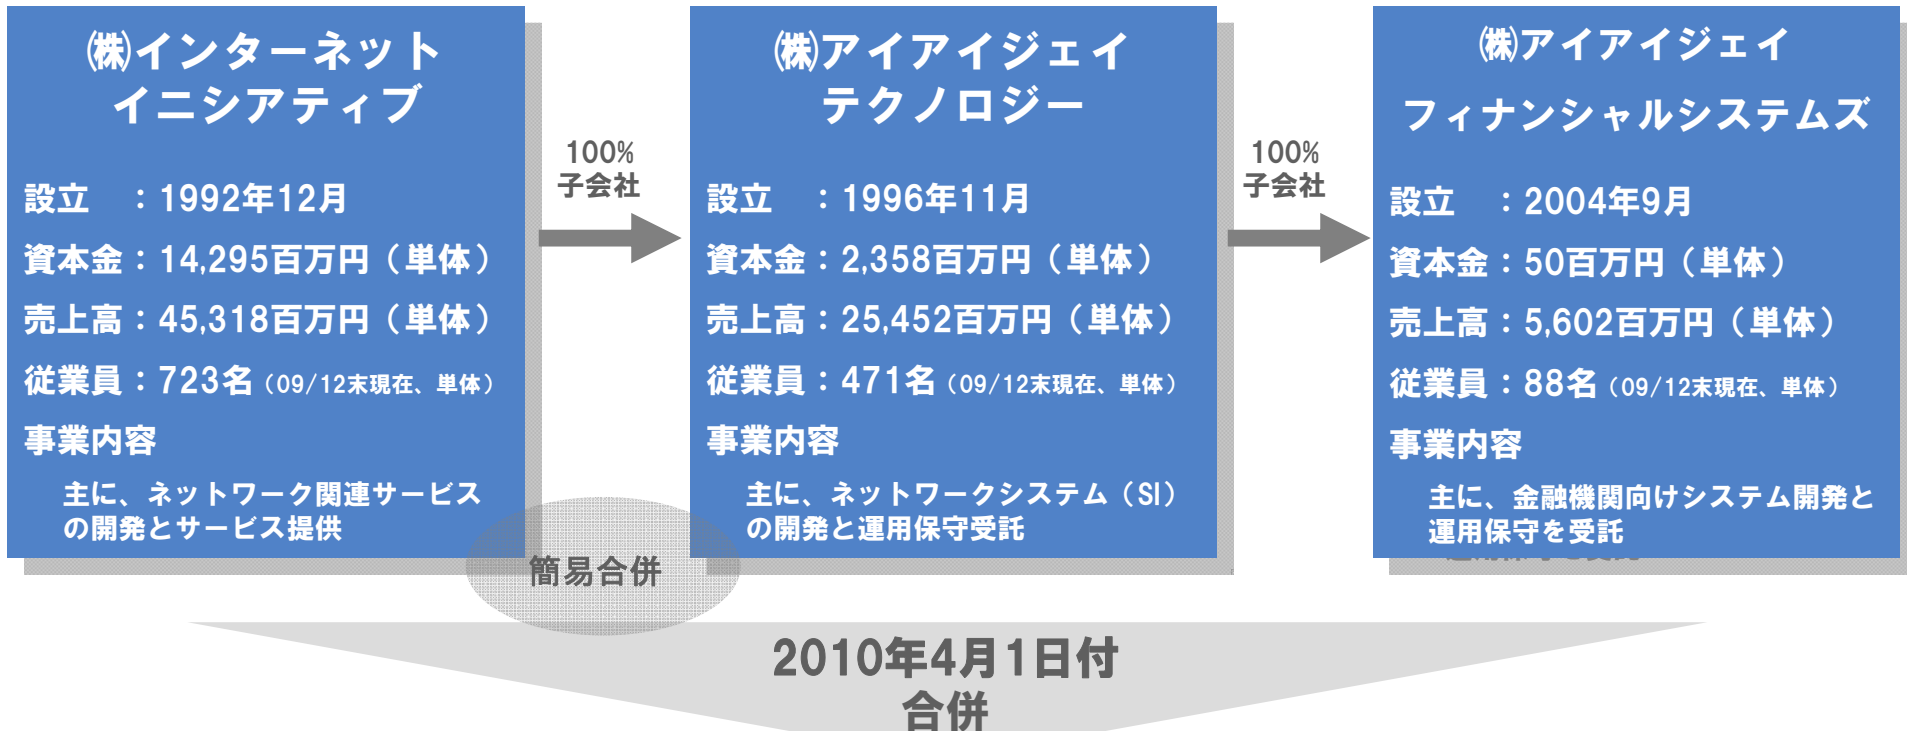 ㈱インターネット
イニシアティブ
設立　：1992年12月
資本金：14,295百万円（単体）
売上高：45,318百万円（単体）
従業員：723名（09/12末現在、単体）
事業内容
主に、ネットワーク関連サービス
の開発とサービス提供
100%
子会社
㈱アイアイジェイ
テクノロジー
設立　：1996年11月
資本金：2,358百万円（単体）
売上高：25,452百万円（単体）
従業員：471名（09/12末現在、単体）
事業内容
主に、ネットワークシステム（SI）
の開発と運用保守受託
100%
子会社
㈱アイアイジェイ
フィナンシャルシステムズ
設立　：2004年9月
資本金：50百万円（単体）
売上高：5,602百万円（単体）
従業員：88名（09/12末現在、単体）
事業内容
主に、金融機関向けシステム開発と
運用保守を受託
簡易合併
2010年4月1日付
合併